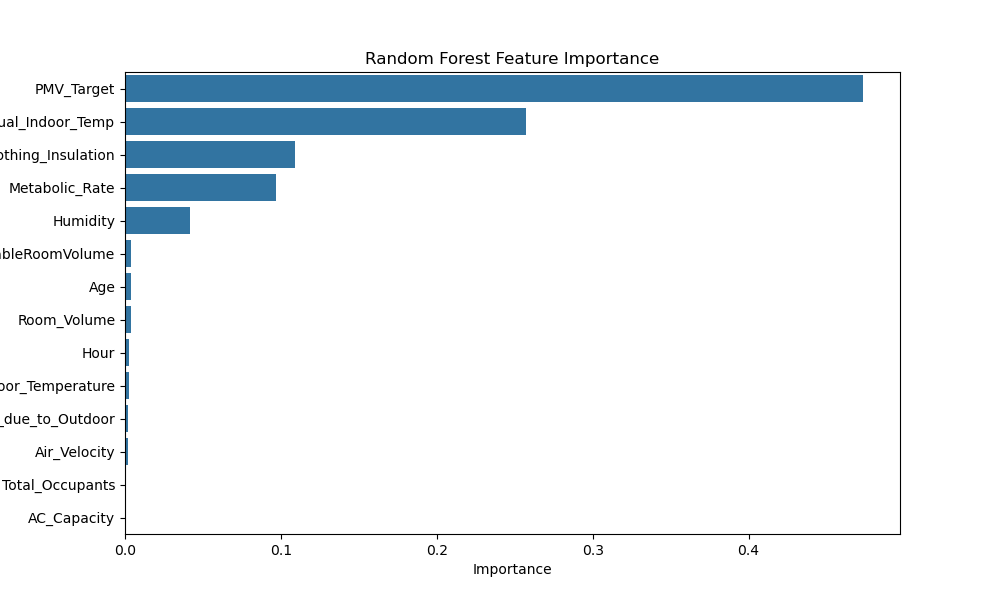 Random Forest Feature Importance
PMV_Target
ual_Indoor_Temp
othing_Insulation
Metabolic_Rate
Humidity
ableRoomVolume
Age
Room_Volume
Hour
oor_Temperature
_due_to_Outdoor
Air_Velocity
Total_Occupants
AC_Capacity
0.0 0.1 0.2 0.3 0.4
Importance